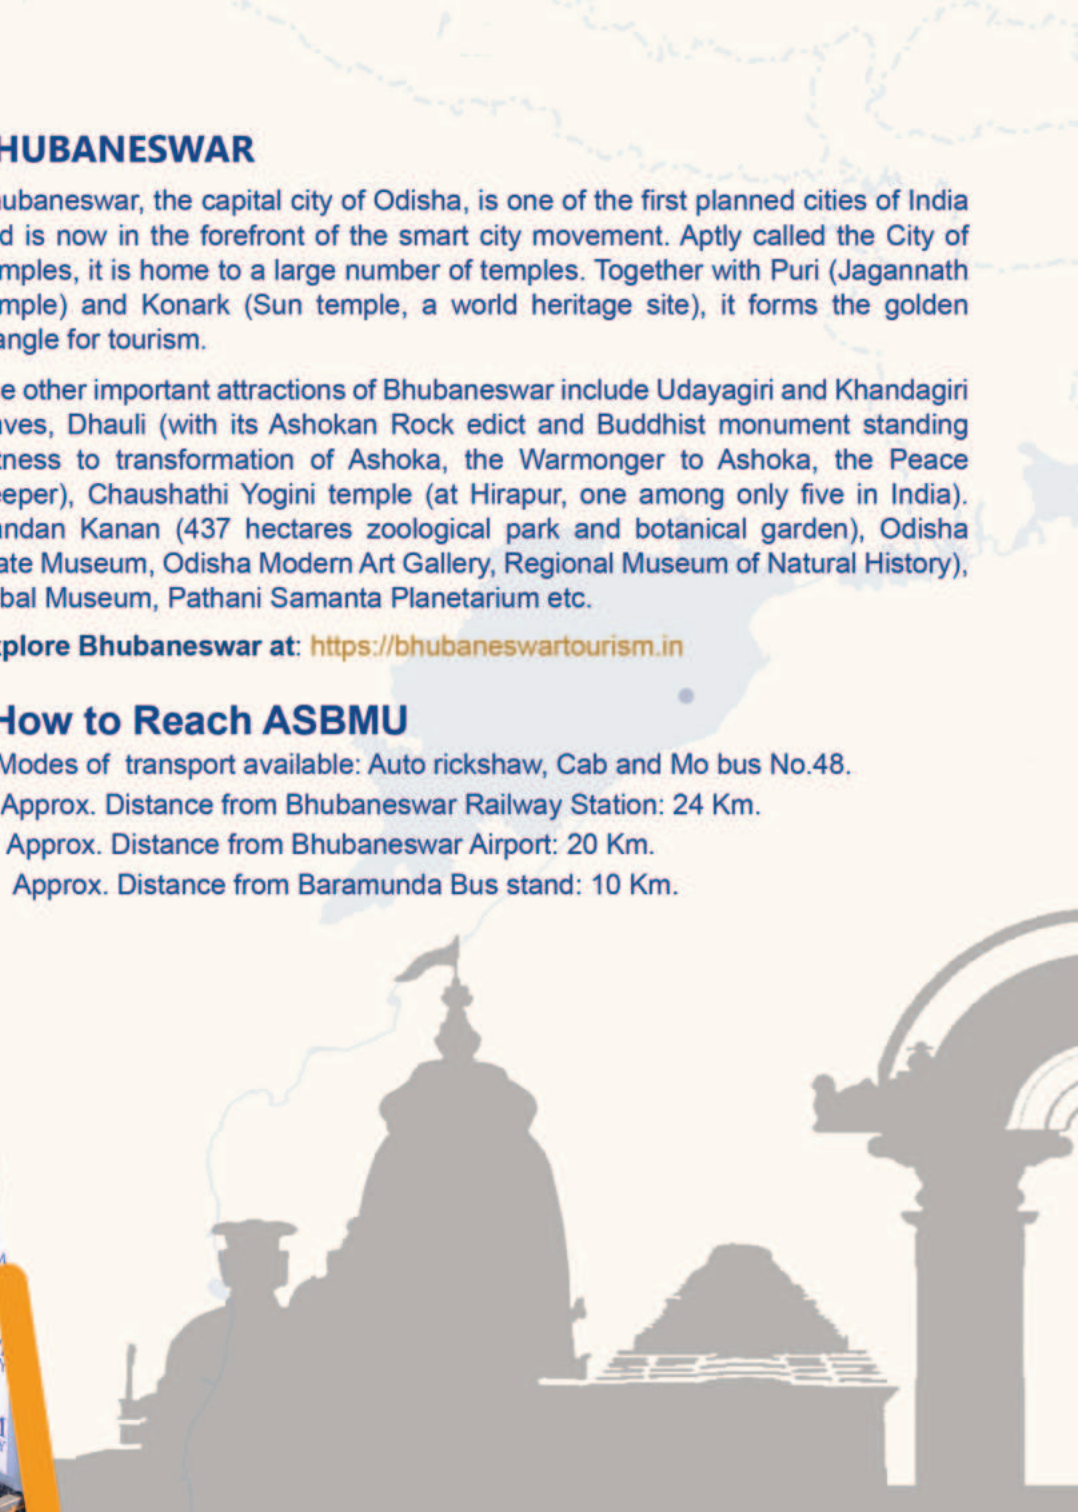 HUBANESWAR
ubaneswar, the capital city of Odisha, is one of the first planned cities of India
d is now in the forefront of the smart city movement. Aptly called the City of
mples, it is home to a large number of temples. Together with Puri (Jagannath
mple) and Konark (Sun temple, a world heritage site), it forms the golden
angle for tourism.
e other important attractions of Bhubaneswar include Udayagiri and Khandagiri
ves, Dhauli (with its Ashokan Rock edict and Buddhist monument standing
tness to transformation of Ashoka, the Warmonger to Ashoka, the Peace
eeper), Chaushathi Yogini temple (at Hirapur, one among only five in India).
andan Kanan (437 hectares zoological park and botanical garden), Odisha
ate Museum, Odisha Modern Art Gallery, Regional Museum of Natural History),
bal Museum, Pathani Samanta Planetarium etc.
plore Bhubaneswar at: https://bhubaneswartourism.in
How to Reach ASBMU
Modes of transport available: Auto rickshaw, Cab and Mo bus No.48.
Approx. Distance from Bhubaneswar Railway Station: 24 Km.
Approx. Distance from Bhubaneswar Airport: 20 Km.
Approx. Distance from Baramunda Bus stand: 10 Km.